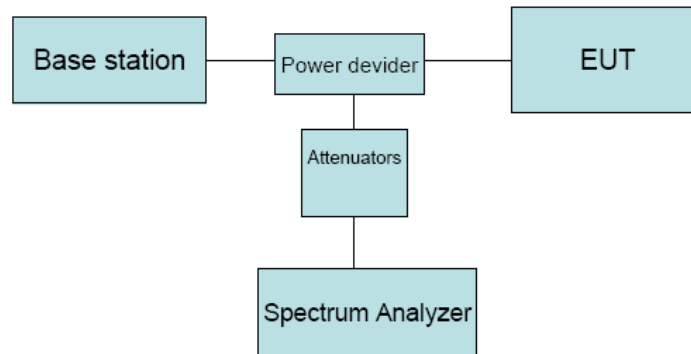 Base station
Power devider
EUT
Attenuators
Spectrum Analyzer